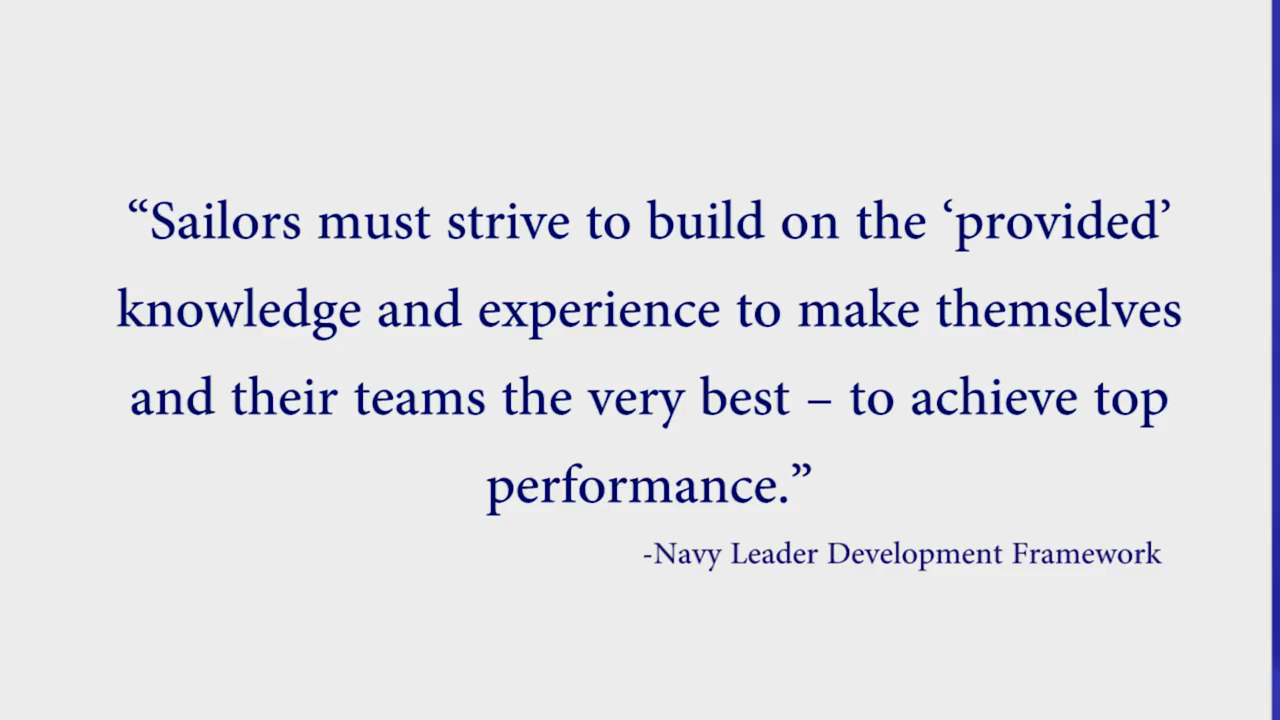 “Sailors must strive to build on the ‘provided’
knowledge and experience to make themselves
and their teams the very best – to achieve top
performance.”
-Navy Leader Development Framework